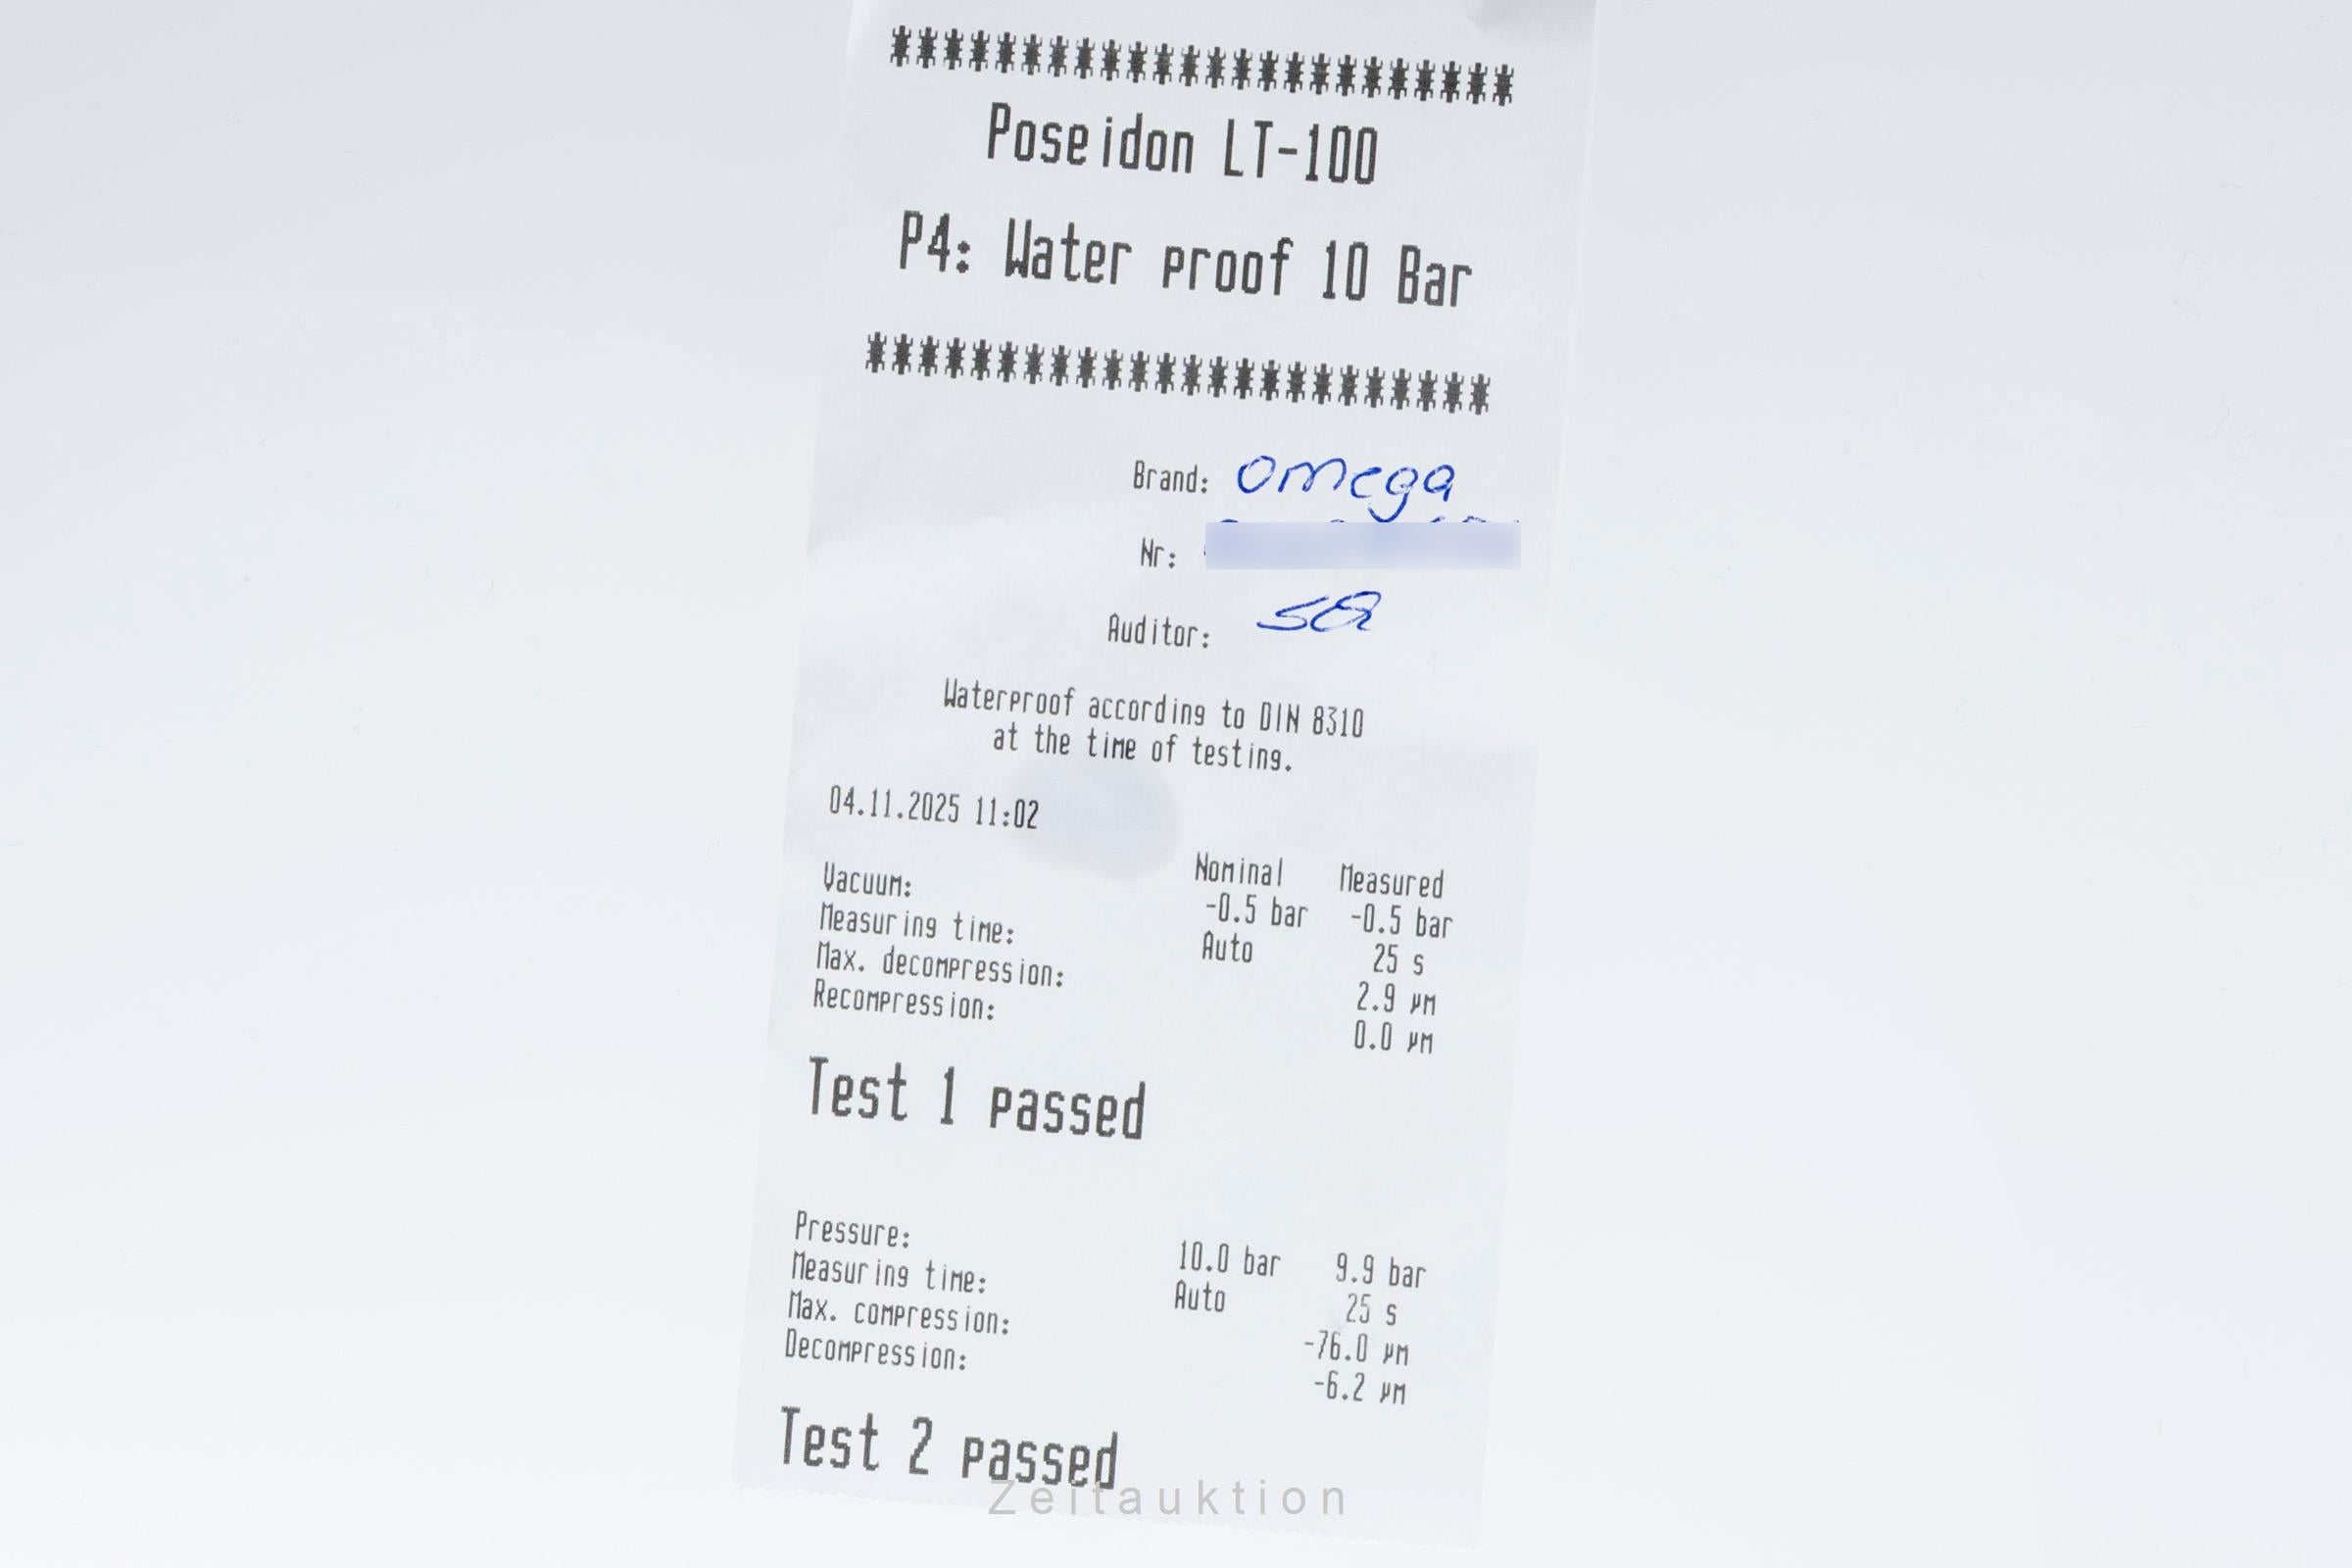 ************************
Poseidon LT-100
P4: Water proof 10 Bar
************************
Brand: Omega
Nr:
Auditor:
Waterproof according to DIN 8310
at the time of testing.
04.11.2025 11:02
Nominal Measured
Vacuum: -0.5 bar -0.5 bar
Measuring time: Auto 25 s
Max. decompression: 2.9 µm
Recompression: 0.0 µm
Test 1 passed
Pressure: 10.0 bar 9.9 bar
Measuring time: Auto 25 s
Max. compression: -76.0 µm
Decompression: -6.2 µm
Test 2 passed
Zeitauktion